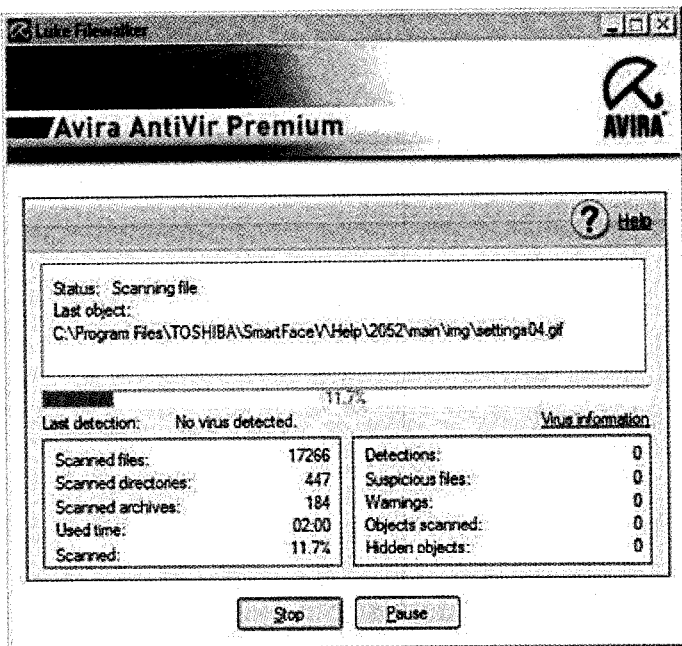 Luke Filewalker
Avira AntiVir Premium
AVIRA
? Help
Status: Scanning file
Last object:
C:\Program Files\TOSHIBA\SmartFaceV\Help\2052\main\img\settings04.gif
11.7%
Last detection: No virus detected. Virus information
Scanned files: 17266
Scanned directories: 447
Scanned archives: 184
Used time: 02:00
Scanned: 11.7%
Detections: 0
Suspicious files: 0
Warnings: 0
Objects scanned: 0
Hidden objects: 0
Stop Pause